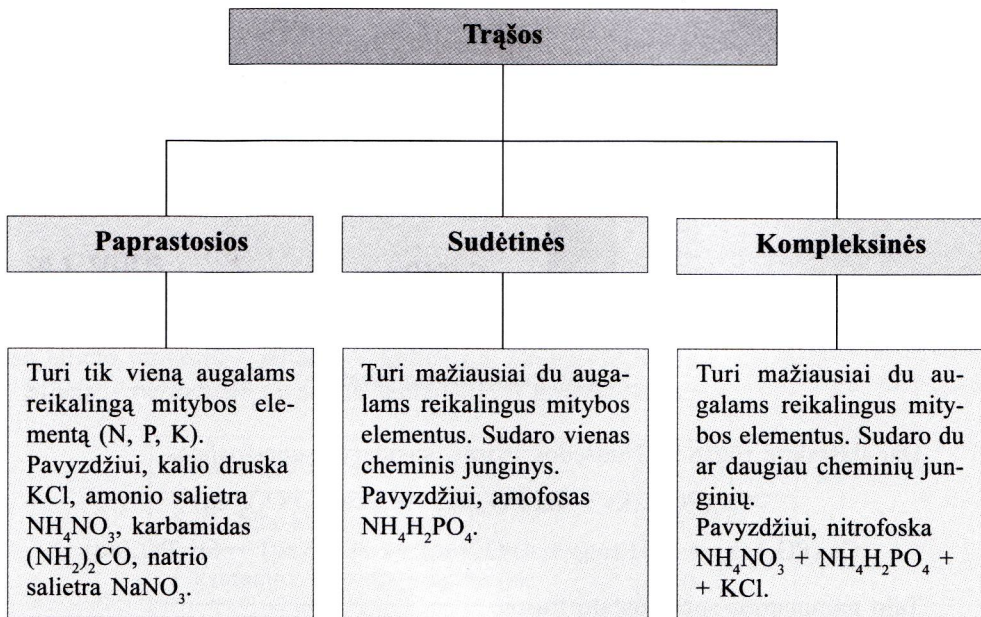 Trąšos
Paprastosios
Sudėtinės
Kompleksinės
Turi tik vieną augalams
reikalingą mitybos ele-
mentą (N, P, K).
Pavyzdžiui, kalio druska
KCl, amonio salietra
NH₄NO₃, karbamidas
(NH₂)₂CO, natrio
salietra NaNO₃.
Turi mažiausiai du auga-
lams reikalingus mitybos
elementus. Sudaro vienas
cheminis junginys.
Pavyzdžiui, amofosas
NH₄H₂PO₄.
Turi mažiausiai du au-
galams reikalingus mity-
bos elementus. Sudaro du
ar daugiau cheminių jun-
ginių.
Pavyzdžiui, nitrofoska
NH₄NO₃ + NH₄H₂PO₄ +
+ KCl.